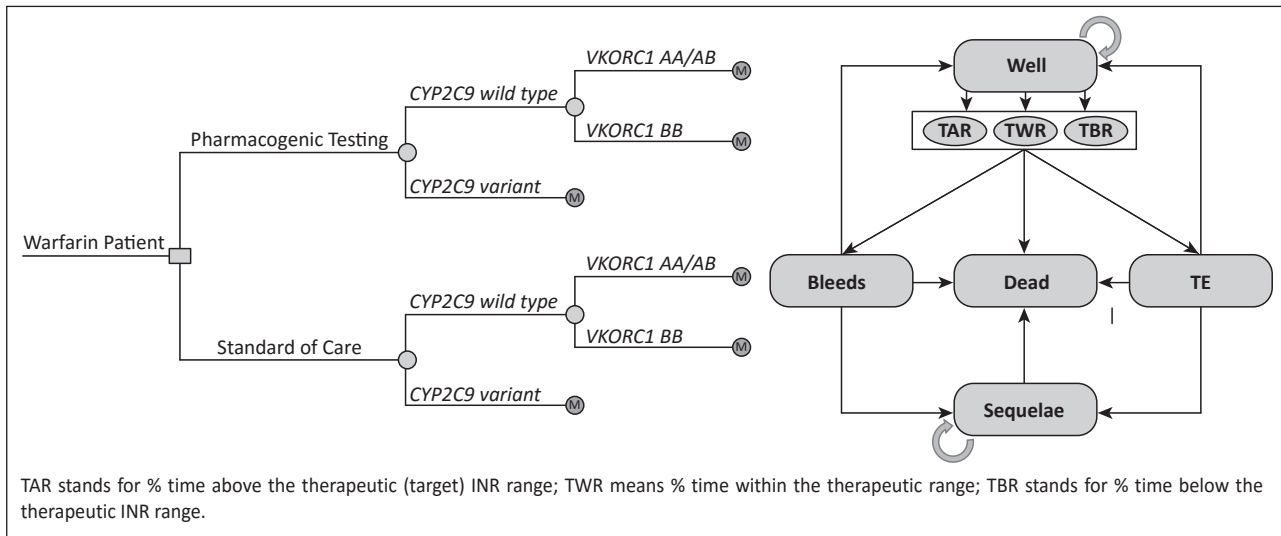 VKORC1 AA/AB
M
CYP2C9 wild type
VKORC1 BB
M
Pharmacogenic Testing
CYP2C9 variant
M
Warfarin Patient
VKORC1 AA/AB
M
CYP2C9 wild type
VKORC1 BB
M
Standard of Care
CYP2C9 variant
M
Well
TAR TWR TBR
Bleeds Dead TE
Sequelae
TAR stands for % time above the therapeutic (target) INR range; TWR means % time within the therapeutic range; TBR stands for % time below the
therapeutic INR range.